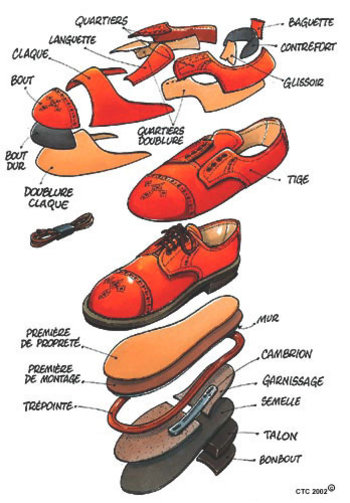 QUARTIERS
BAGUETTE
LANGUETTE
CONTRÉFORT
CLAQUE
BOUT
GLISSOIR
QUARTIERS
DOUBLURE
BOUT
DUR
TIGE
DOUBLURE
CLAQUE
MUR
PREMIÈRE
DE PROPRETÉ
CAMBRION
PREMIÈRE
DE MONTAGE
GARNISSAGE
TRÉPOINTE
SEMELLE
TALON
BONBOUT
CTC 2002©